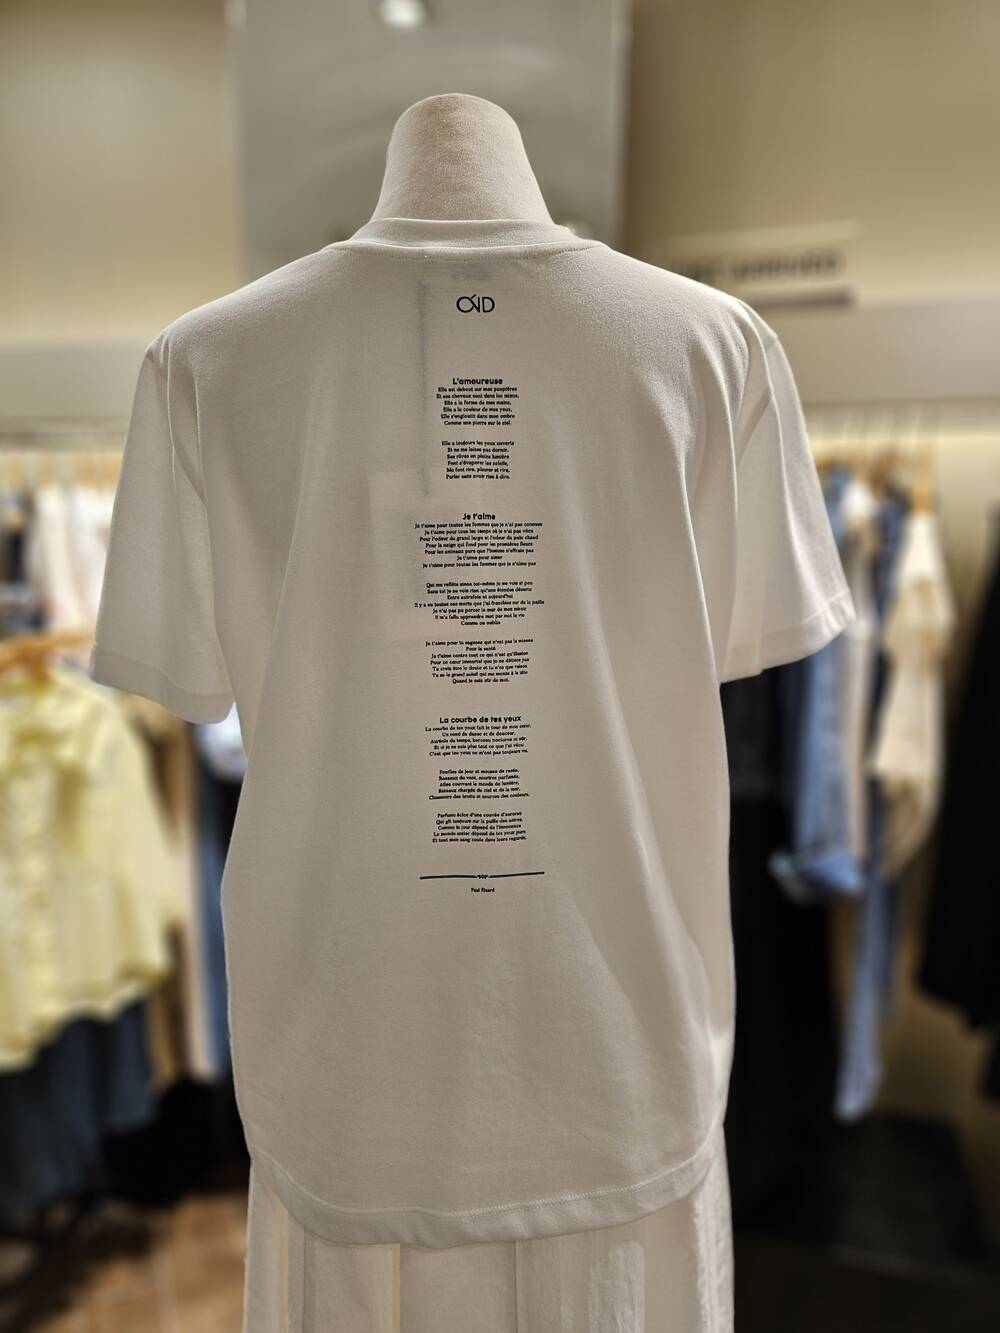 OND
L'amoureuse
Elle est debout sur mes paupières
Et ses cheveux sont dans les miens,
Elle a la forme de mes mains,
Elle a la couleur de mes yeux,
Elle s'engloutit dans mon ombre
Comme une pierre sur le ciel.
Elle a toujours les yeux ouverts
Et ne me laisse pas dormir.
Ses rêves en pleine lumière
Font s'évaporer les soleils,
Me font rire, pleurer et rire,
Parler sans avoir rien à dire.
Je t'aime
Je t'aime pour toutes les femmes que je n'ai pas connues
Je t'aime pour tous les temps où je n'ai pas vécu
Pour l'odeur du grand large et l'odeur du pain chaud
Pour la neige qui fond pour les premières fleurs
Pour les animaux purs que l'homme n'effraie pas
Je t'aime pour aimer
Je t'aime pour toutes les femmes que je n'aime pas
Qui me reflète sinon toi-même je me vois si peu
Sans toi je ne vois rien qu'une étendue déserte
Entre autrefois et aujourd'hui
Il y a eu toutes ces morts que j'ai franchies sur de la paille
Je n'ai pas pu percer le mur de mon miroir
Il m'a fallu apprendre mot par mot la vie
Comme on oublie
Je t'aime pour ta sagesse qui n'est pas la mienne
Pour la santé
Je t'aime contre tout ce qui n'est qu'illusion
Pour ce cœur immortel que je ne détiens pas
Tu crois être le doute et tu n'es que raison
Tu es le grand soleil qui me monte à la tête
Quand je suis sûr de moi.
La courbe de tes yeux
La courbe de tes yeux fait le tour de mon cœur,
Un rond de danse et de douceur,
Auréole du temps, berceau nocturne et sûr,
Et si je ne sais plus tout ce que j'ai vécu
C'est que tes yeux ne m'ont pas toujours vu.
Feuilles de jour et mousse de rosée,
Roseaux du vent, sourires parfumés,
Ailes couvrant le monde de lumière,
Bateaux chargés du ciel et de la mer,
Chasseurs des bruits et sources des couleurs,
Parfums éclos d'une couvée d'aurores
Qui gît toujours sur la paille des astres,
Comme le jour dépend de l'innocence
Le monde entier dépend de tes yeux purs
Et tout mon sang coule dans leurs regards.
Paul Eluard